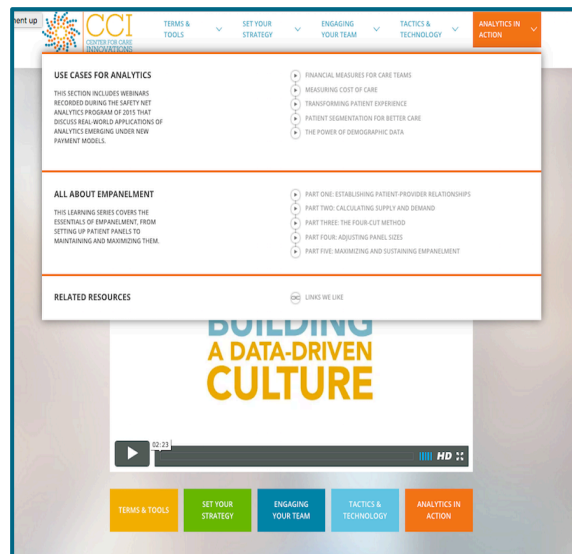 ent up
CCI
CENTER FOR CARE
INNOVATIONS
TERMS &
TOOLS
SET YOUR
STRATEGY
ENGAGING
YOUR TEAM
TACTICS &
TECHNOLOGY
ANALYTICS IN
ACTION
USE CASES FOR ANALYTICS
THIS SECTION INCLUDES WEBINARS
RECORDED DURING THE SAFETY NET
ANALYTICS PROGRAM OF 2015 THAT
DISCUSS REAL-WORLD APPLICATIONS OF
ANALYTICS EMERGING UNDER NEW
PAYMENT MODELS.
FINANCIAL MEASURES FOR CARE TEAMS
MEASURING COST OF CARE
TRANSFORMING PATIENT EXPERIENCE
PATIENT SEGMENTATION FOR BETTER CARE
THE POWER OF DEMOGRAPHIC DATA
ALL ABOUT EMPANELMENT
THIS LEARNING SERIES COVERS THE
ESSENTIALS OF EMPANELMENT, FROM
SETTING UP PATIENT PANELS TO
MAINTAINING AND MAXIMIZING THEM.
PART ONE: ESTABLISHING PATIENT-PROVIDER RELATIONSHIPS
PART TWO: CALCULATING SUPPLY AND DEMAND
PART THREE: THE FOUR-CUT METHOD
PART FOUR: ADJUSTING PANEL SIZES
PART FIVE: MAXIMIZING AND SUSTAINING EMPANELMENT
RELATED RESOURCES
LINKS WE LIKE
BUILDING
A DATA-DRIVEN
CULTURE
02:23
HD
TERMS & TOOLS
SET YOUR
STRATEGY
ENGAGING
YOUR TEAM
TACTICS &
TECHNOLOGY
ANALYTICS IN
ACTION